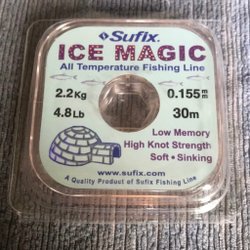 Sufix
ICE MAGIC
All Temperature Fishing Line
2.2Kg 0.155mm
4.8Lb 30m
Low Memory
High Knot Strength
Soft • Sinking
www.sufix.com
A Quality Product of Sufix Fishing Line